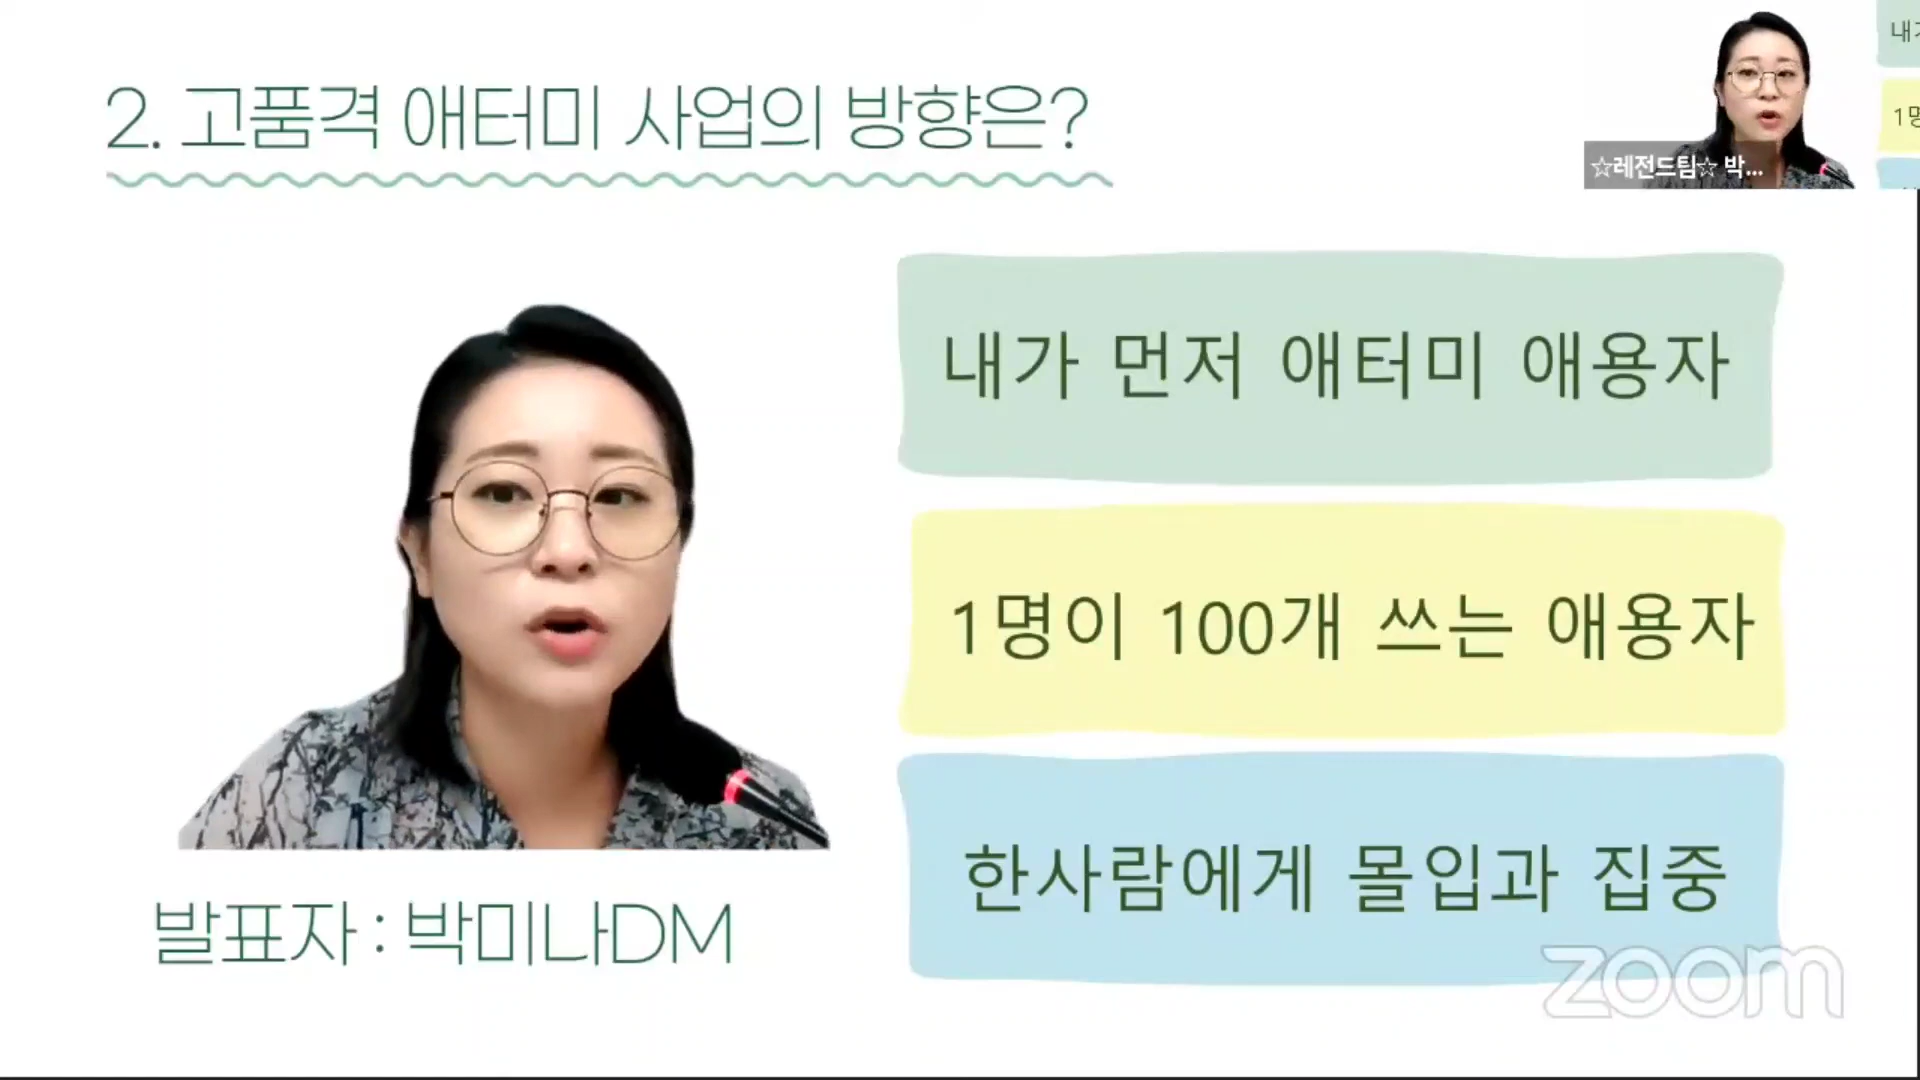 2. 고품격 애터미 사업의 방향은?
☆레전드팀☆ 박...
내가 먼저 애터미 애용자
1명이 100개 쓰는 애용자
한사람에게 몰입과 집중
발표자 : 박미나DM
zoom